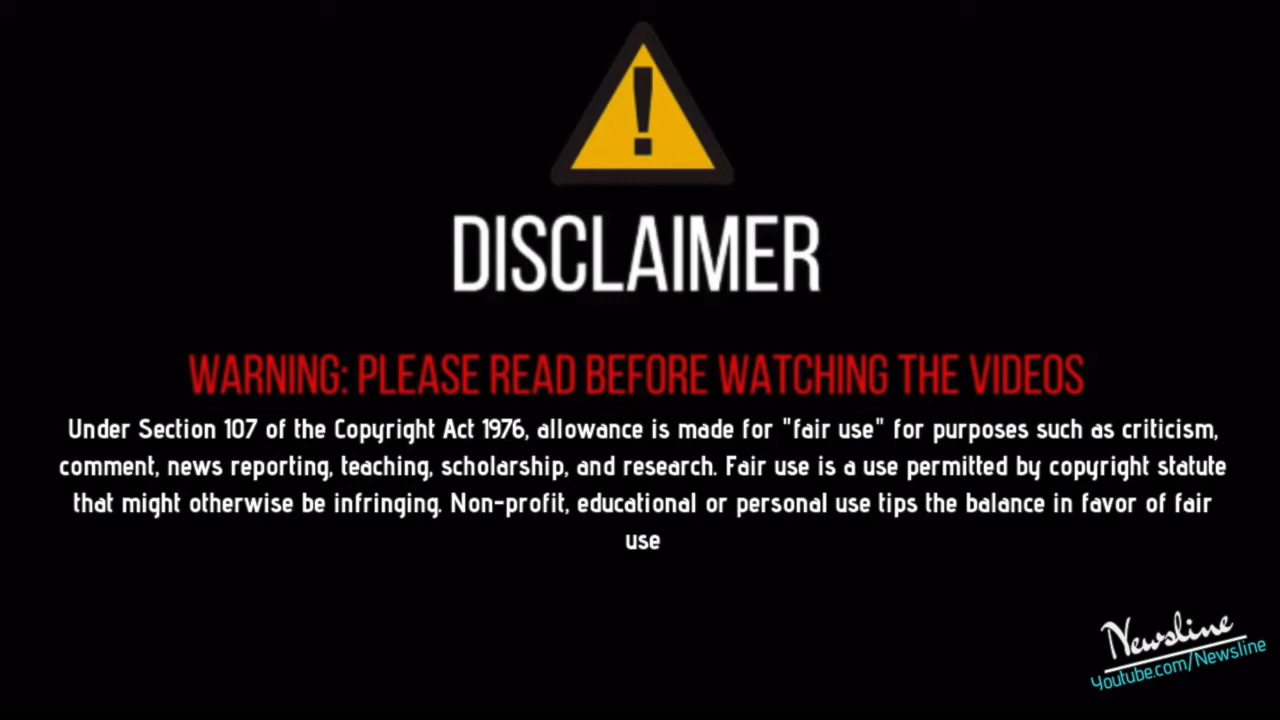 DISCLAIMER
WARNING: PLEASE READ BEFORE WATCHING THE VIDEOS
Under Section 107 of the Copyright Act 1976, allowance is made for "fair use" for purposes such as criticism,
comment, news reporting, teaching, scholarship, and research. Fair use is a use permitted by copyright statute
that might otherwise be infringing. Non-profit, educational or personal use tips the balance in favor of fair
use
Newsline
Youtube.com/Newsline